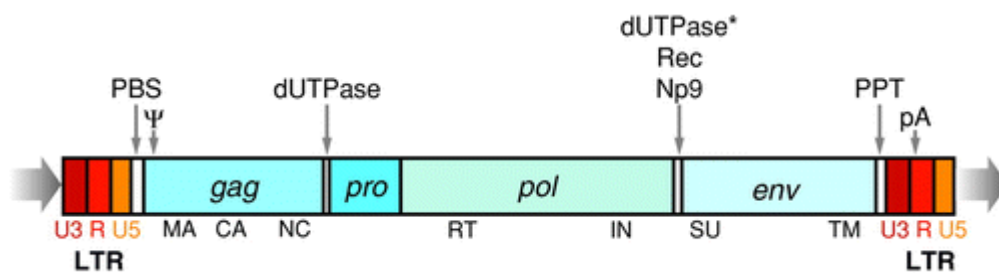 dUTPase*
Rec
PBS dUTPase Np9 PPT
Ψ pA
gag pro pol env
U3 R U5 MA CA NC RT IN SU TM U3 R U5
LTR LTR